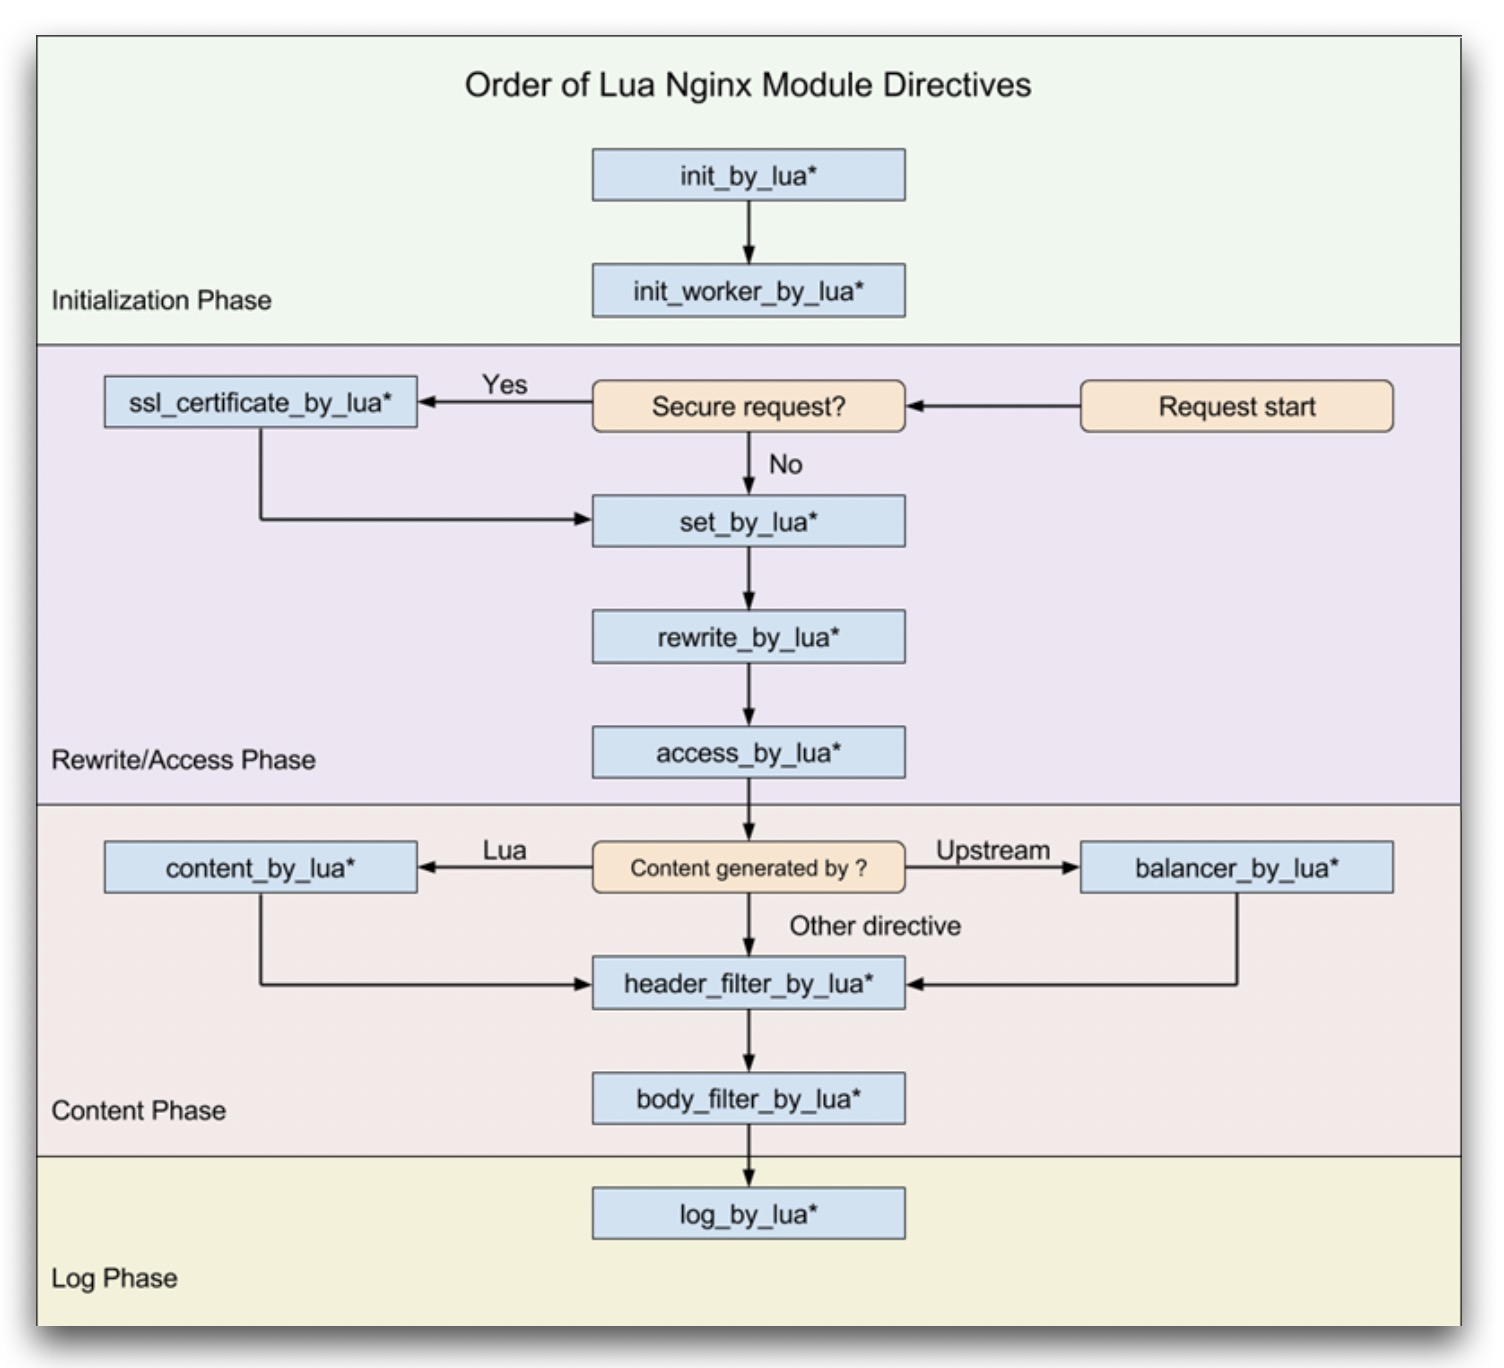 Order of Lua Nginx Module Directives
init_by_lua*
init_worker_by_lua*
Initialization Phase
ssl_certificate_by_lua*
Yes
Secure request?
Request start
No
set_by_lua*
rewrite_by_lua*
access_by_lua*
Rewrite/Access Phase
content_by_lua*
Lua
Content generated by ?
Upstream
balancer_by_lua*
Other directive
header_filter_by_lua*
body_filter_by_lua*
Content Phase
log_by_lua*
Log Phase